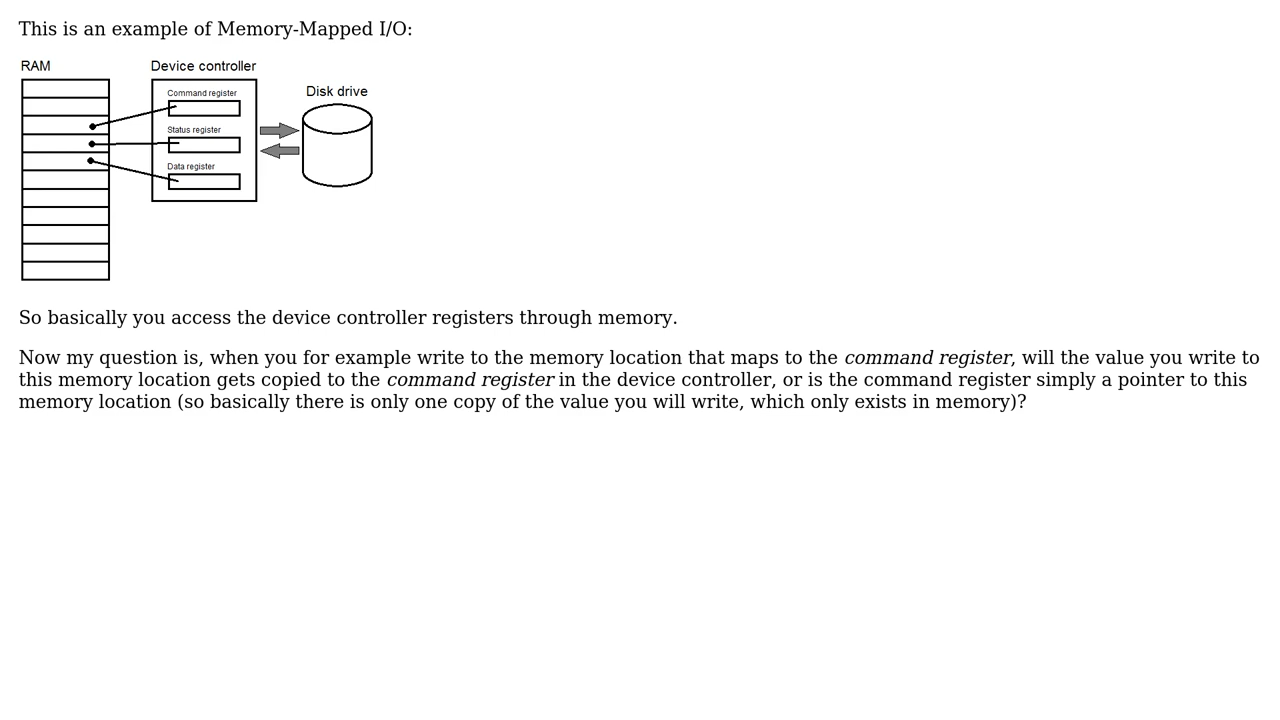 This is an example of Memory-Mapped I/O:
RAM
Device controller
Command register
Disk drive
Status register
Data register
So basically you access the device controller registers through memory.
Now my question is, when you for example write to the memory location that maps to the command register, will the value you write to
this memory location gets copied to the command register in the device controller, or is the command register simply a pointer to this
memory location (so basically there is only one copy of the value you will write, which only exists in memory)?